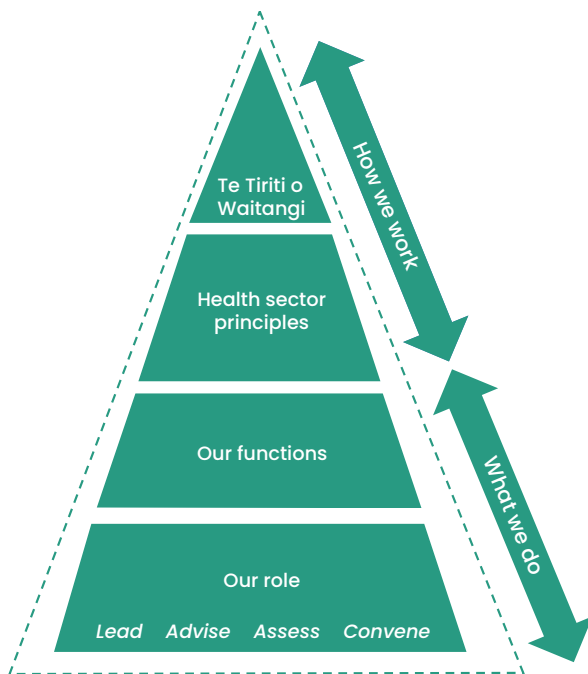 Te Tiriti o
Waitangi
How we work
Health sector
principles
Our functions
What we do
Our role
Lead Advise Assess Convene